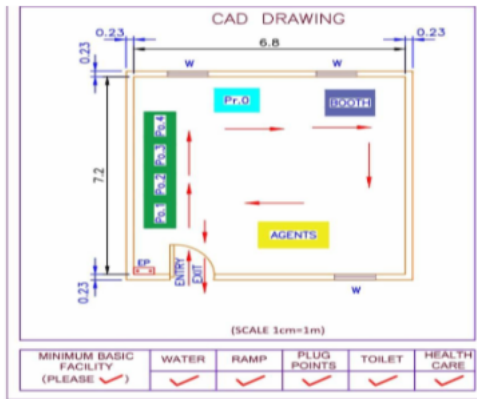 CAD DRAWING
0.23
6.8
0.23
0.23
W
W
Pr.O
BOOTH
Po.4
Po.3
Po.2
Po.1
7.2
AGENTS
EP
ENTRY
EXIT
0.23
W
(SCALE 1cm=1m)
MINIMUM BASIC
FACILITY
(PLEASE ✓)
WATER
RAMP
PLUG
POINTS
TOILET
HEALTH
CARE
✓ ✓ ✓ ✓ ✓